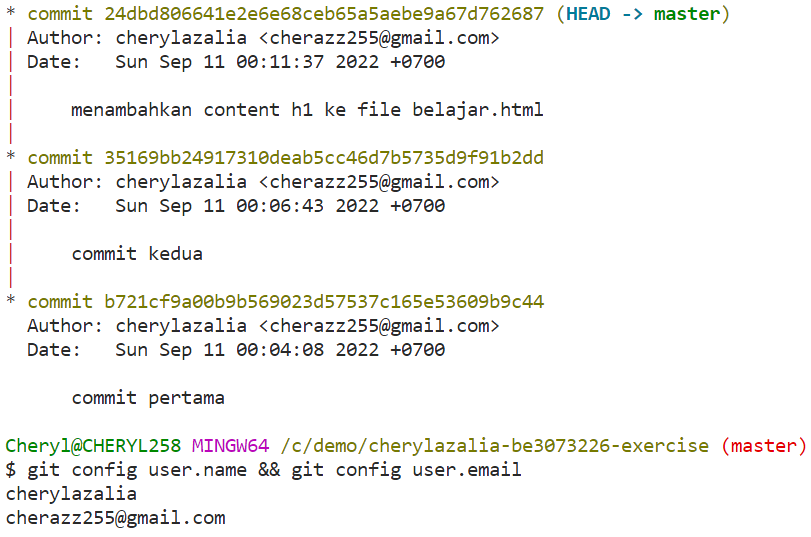 * commit 24dbd806641e2e6e68ceb65a5aebe9a67d762687 (HEAD -> master)
| Author: cherylazalia <cherazz255@gmail.com>
| Date:   Sun Sep 11 00:11:37 2022 +0700
|
|     menambahkan content h1 ke file belajar.html
|
* commit 35169bb24917310deab5cc46d7b5735d9f91b2dd
| Author: cherylazalia <cherazz255@gmail.com>
| Date:   Sun Sep 11 00:06:43 2022 +0700
|
|     commit kedua
|
* commit b721cf9a00b9b569023d57537c165e53609b9c44
  Author: cherylazalia <cherazz255@gmail.com>
  Date:   Sun Sep 11 00:04:08 2022 +0700

      commit pertama

Cheryl@CHERYL258 MINGW64 /c/demo/cherylazalia-be3073226-exercise (master)
$ git config user.name && git config user.email
cherylazalia
cherazz255@gmail.com